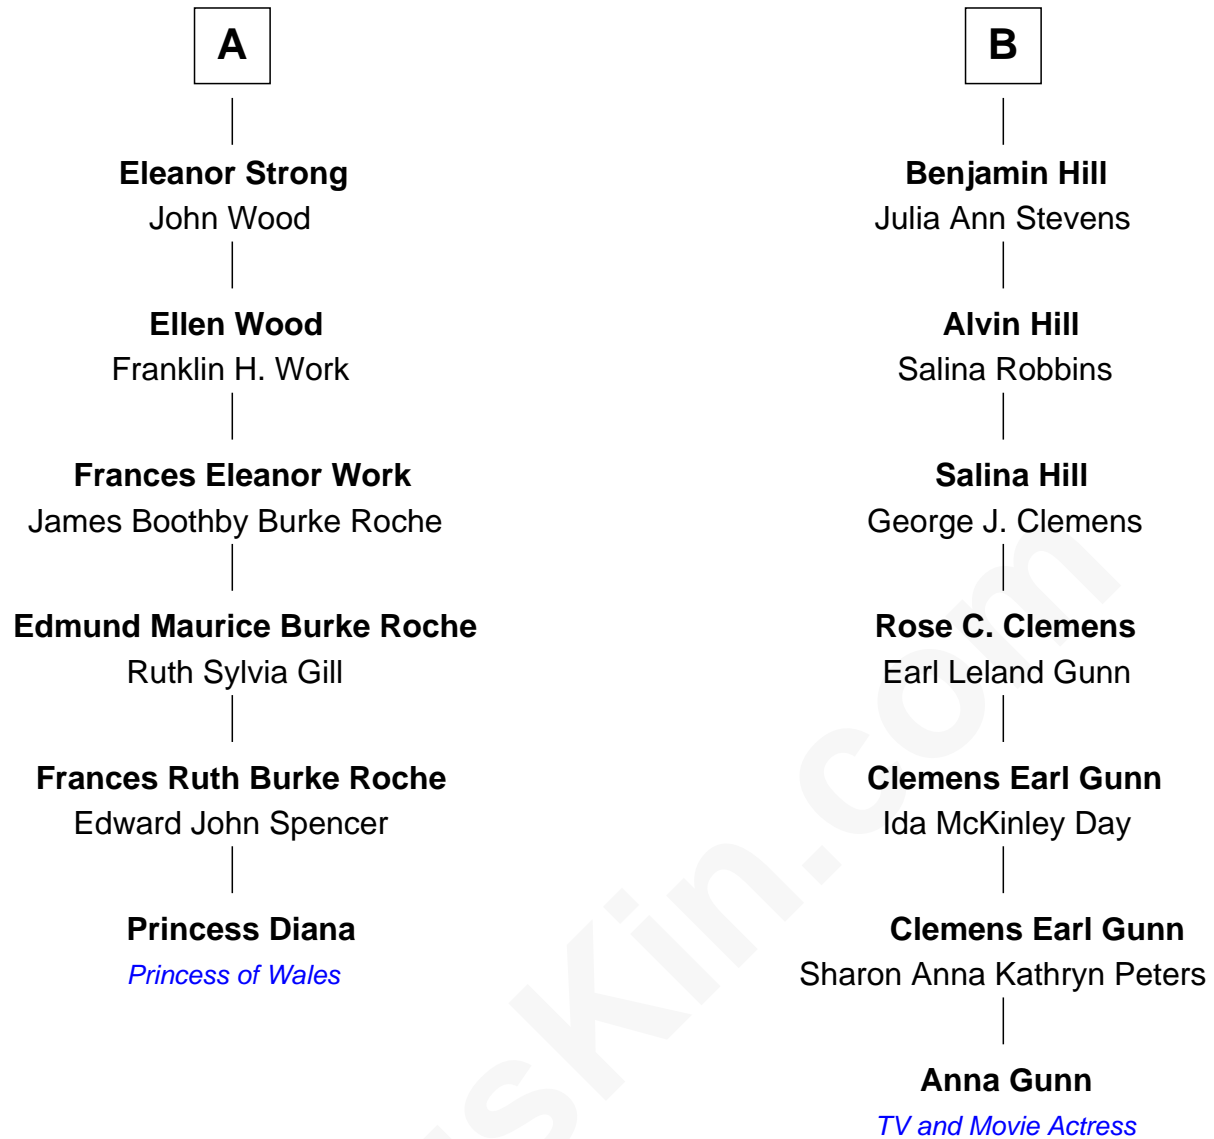 A
Eleanor Strong
John Wood
Ellen Wood
Franklin H. Work
Frances Eleanor Work
James Boothby Burke Roche
Edmund Maurice Burke Roche
Ruth Sylvia Gill
Frances Ruth Burke Roche
Edward John Spencer
Princess Diana
Princess of Wales
B
Benjamin Hill
Julia Ann Stevens
Alvin Hill
Salina Robbins
Salina Hill
George J. Clemens
Rose C. Clemens
Earl Leland Gunn
Clemens Earl Gunn
Ida McKinley Day
Clemens Earl Gunn
Sharon Anna Kathryn Peters
Anna Gunn
TV and Movie Actress